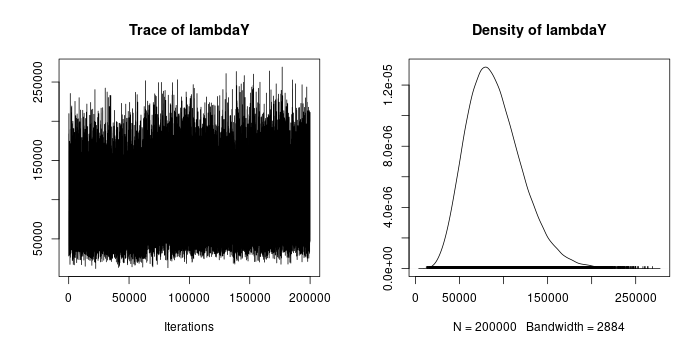 Trace of lambdaY
250000
150000
50000
0 50000 100000 150000 200000
Iterations
Density of lambdaY
1.2e-05
8.0e-06
4.0e-06
0.0e+00
0 50000 150000 250000
N = 200000 Bandwidth = 2884